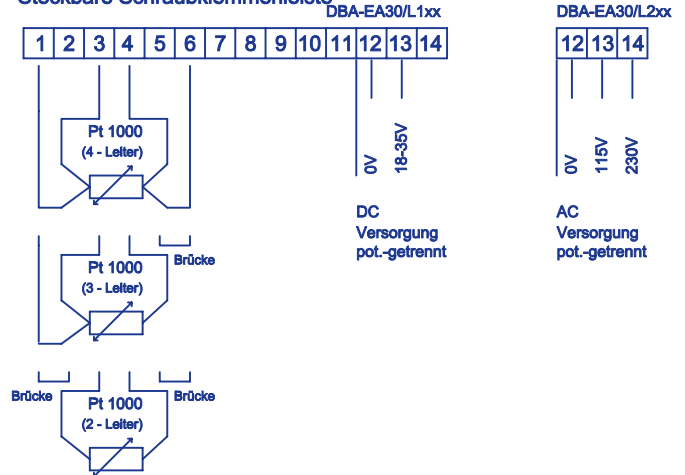 Steckbare Schraubklemmenleiste
DBA-EA30/L1xx
DBA-EA30/L2xx
1 2 3 4 5 6 7 8 9 10 11 12 13 14
12 13 14
Pt 1000
(4 - Leiter)
0V
18-35V
0V
115V
230V
DC
Versorgung
pot.-getrennt
AC
Versorgung
pot.-getrennt
Brücke
Pt 1000
(3 - Leiter)
Brücke
Brücke
Pt 1000
(2 - Leiter)